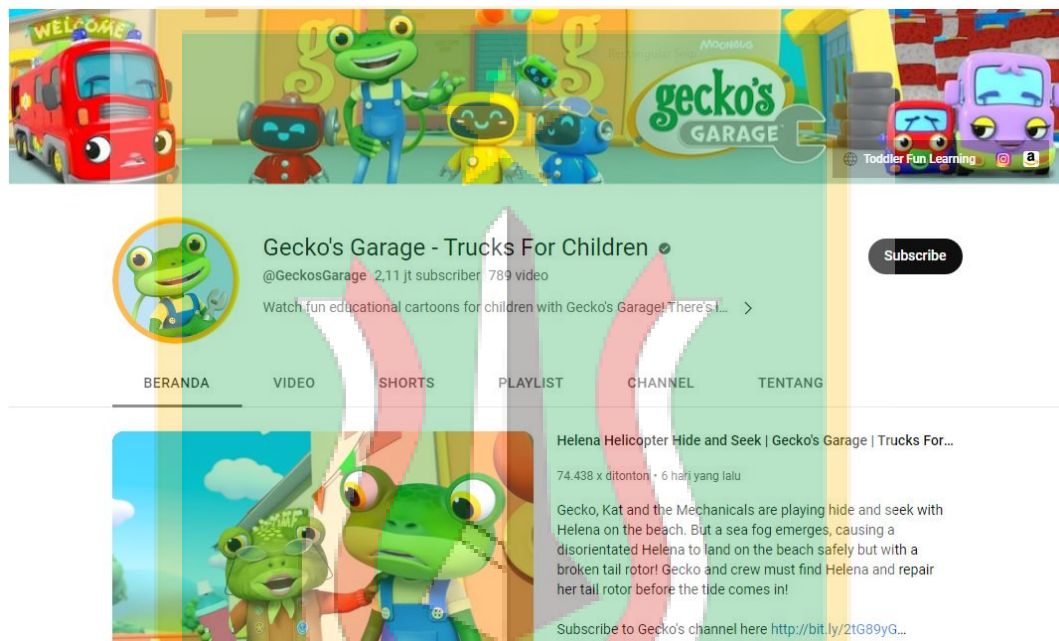 WELCOME
g
g
MOONBUG
gecko's
GARAGE
Toddler Fun Learning
Gecko's Garage - Trucks For Children
Subscribe
@GeckosGarage 2,11 jt subscriber 789 video
Watch fun educational cartoons for children with Gecko's Garage! There's t...
BERANDA VIDEO SHORTS PLAYLIST CHANNEL TENTANG
Helena Helicopter Hide and Seek | Gecko's Garage | Trucks For...
74.438 x ditonton • 6 hari yang lalu
Gecko, Kat and the Mechanicals are playing hide and seek with
Helena on the beach. But a sea fog emerges, causing a
disorientated Helena to land on the beach safely but with a
broken tail rotor! Gecko and crew must find Helena and repair
her tail rotor before the tide comes in!
Subscribe to Gecko's channel here http://bit.ly/2tG89yG...